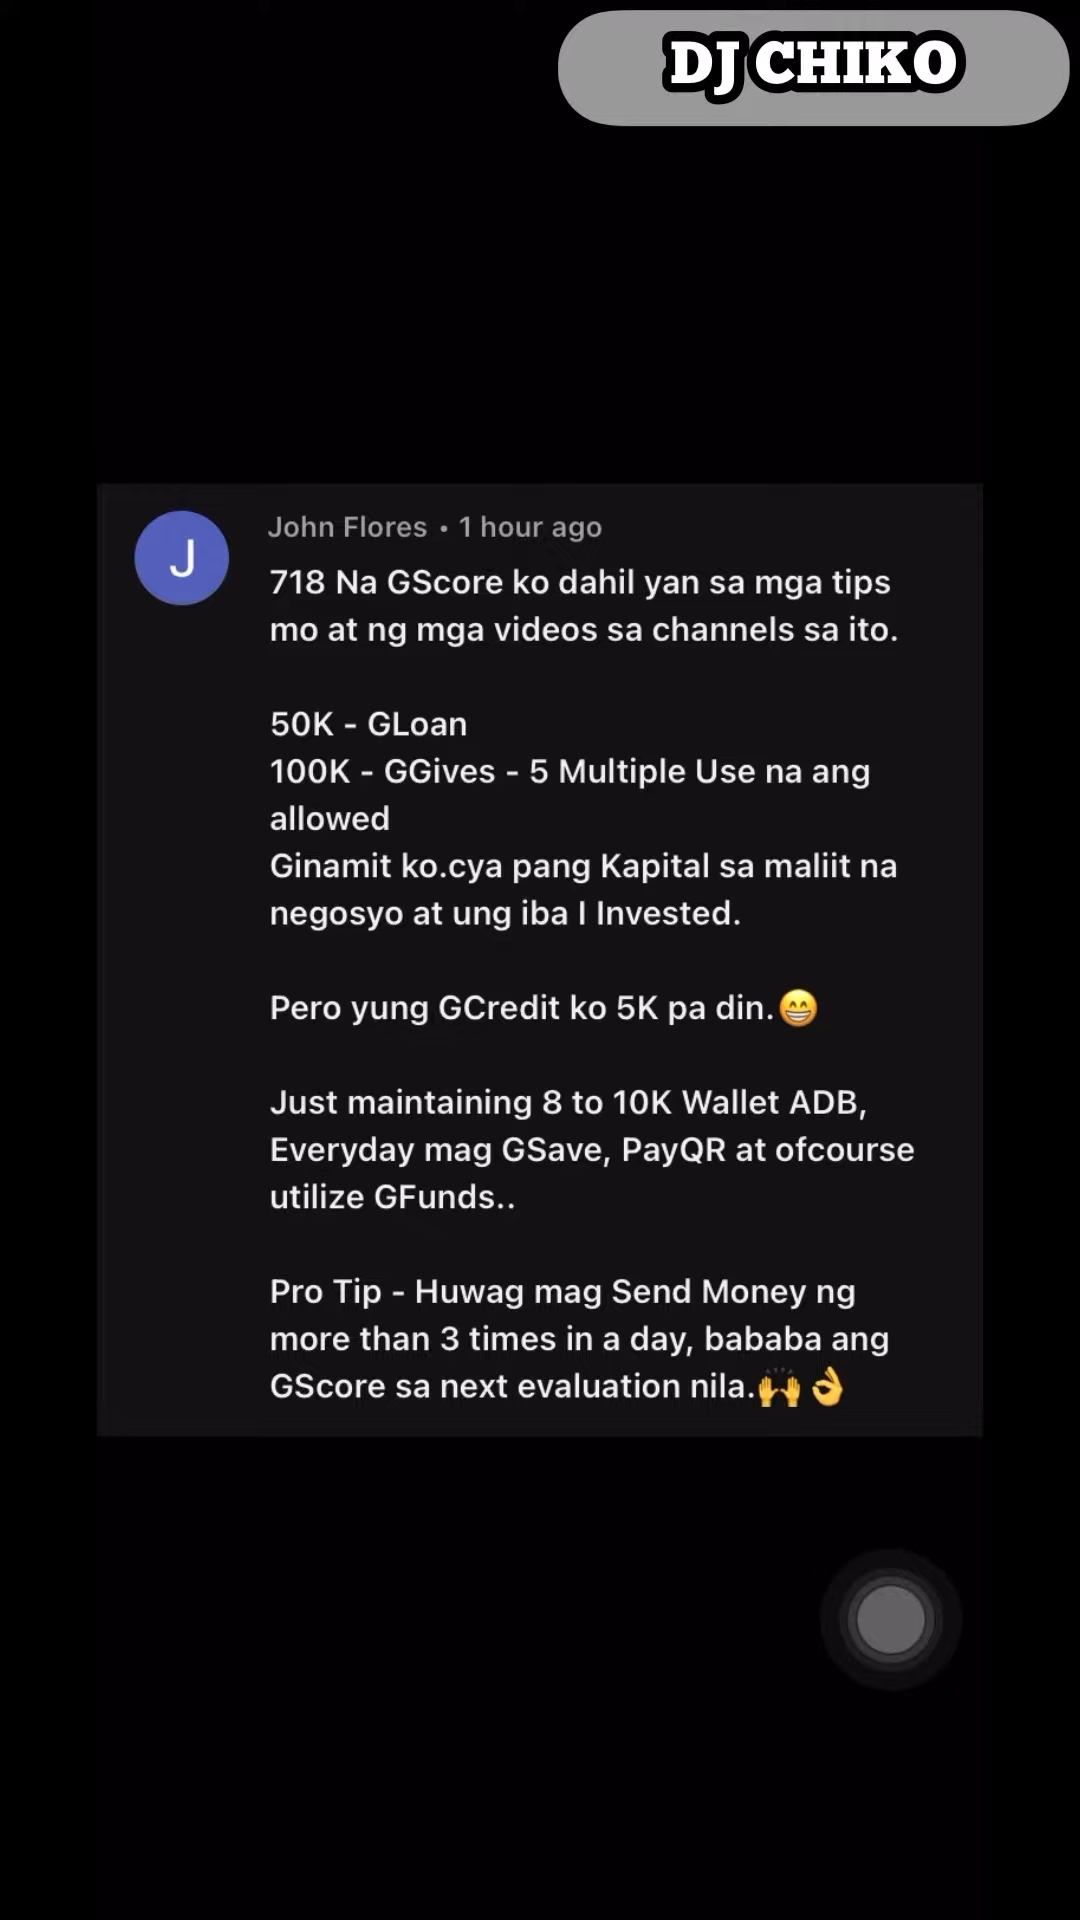 DJ CHIKO
J
John Flores • 1 hour ago
718 Na GScore ko dahil yan sa mga tips
mo at ng mga videos sa channels sa ito.
50K - GLoan
100K - GGives - 5 Multiple Use na ang
allowed
Ginamit ko.cya pang Kapital sa maliit na
negosyo at ung iba I Invested.
Pero yung GCredit ko 5K pa din.😁
Just maintaining 8 to 10K Wallet ADB,
Everyday mag GSave, PayQR at ofcourse
utilize GFunds..
Pro Tip - Huwag mag Send Money ng
more than 3 times in a day, bababa ang
GScore sa next evaluation nila.🙌👌